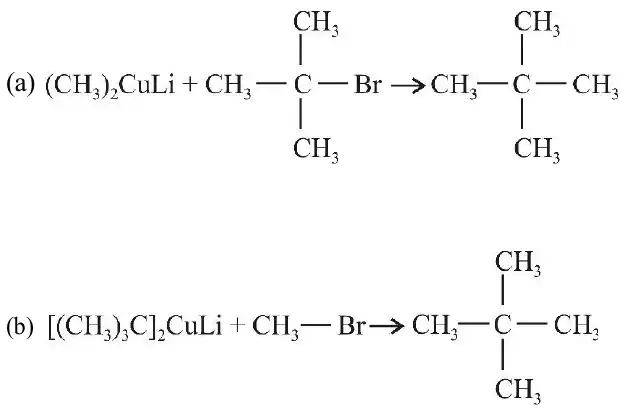 CH₃ CH₃
(a) (CH₃)₂CuLi + CH₃—C—Br→CH₃—C—CH₃
CH₃ CH₃
CH₃
(b) [(CH₃)₃C]₂CuLi + CH₃—Br→CH₃—C—CH₃
CH₃